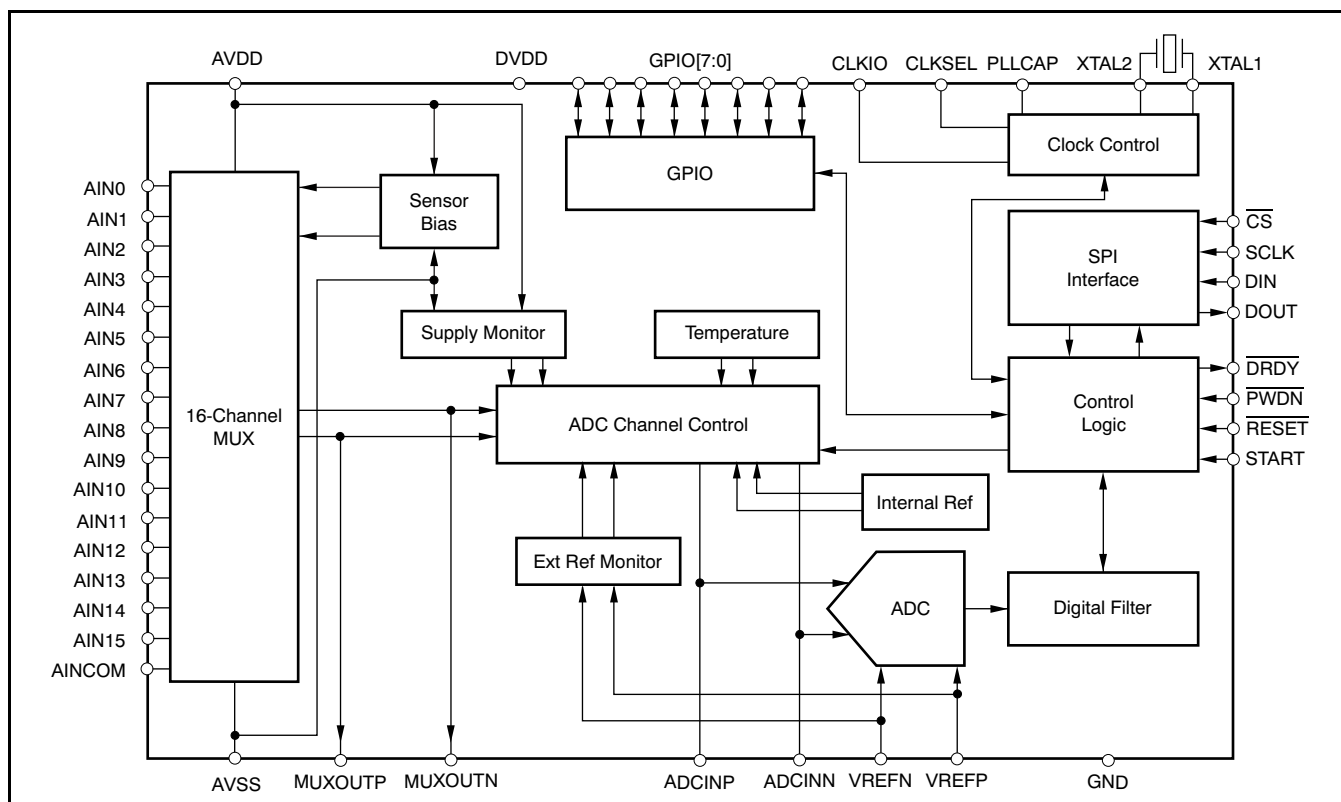 AVDD
DVDD
GPIO[7:0]
CLKIO
CLKSEL
PLLCAP
XTAL2
XTAL1
Clock Control
GPIO
Sensor
Bias
AIN0
AIN1
AIN2
AIN3
AIN4
AIN5
AIN6
AIN7
AIN8
AIN9
AIN10
AIN11
AIN12
AIN13
AIN14
AIN15
AINCOM
16-Channel
MUX
SPI
Interface
CS
SCLK
DIN
DOUT
Supply Monitor
Temperature
ADC Channel Control
Control
Logic
DRDY
PWDN
RESET
START
Internal Ref
Ext Ref Monitor
ADC
Digital Filter
AVSS
MUXOUTP
MUXOUTN
ADCINP
ADCINN
VREFN
VREFP
GND